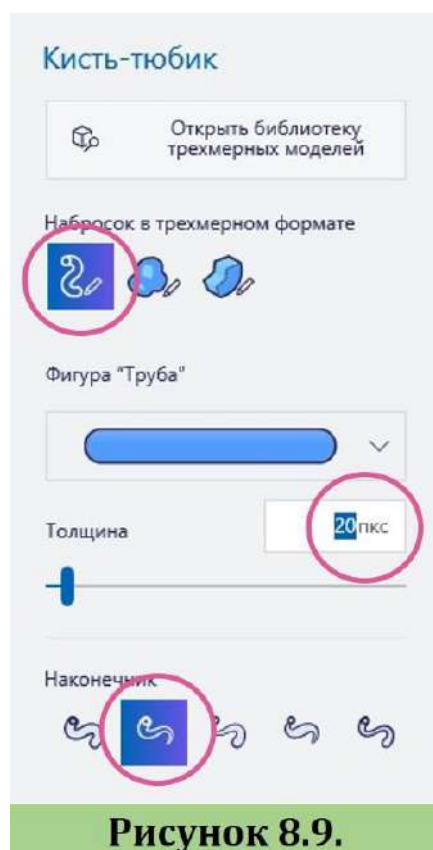 Кисть-тюбик
Открыть библиотеку
трехмерных моделей
Набросок в трехмерном формате
Фигура "Труба"
Толщина
20пкс
Наконечник
Рисунок 8.9.